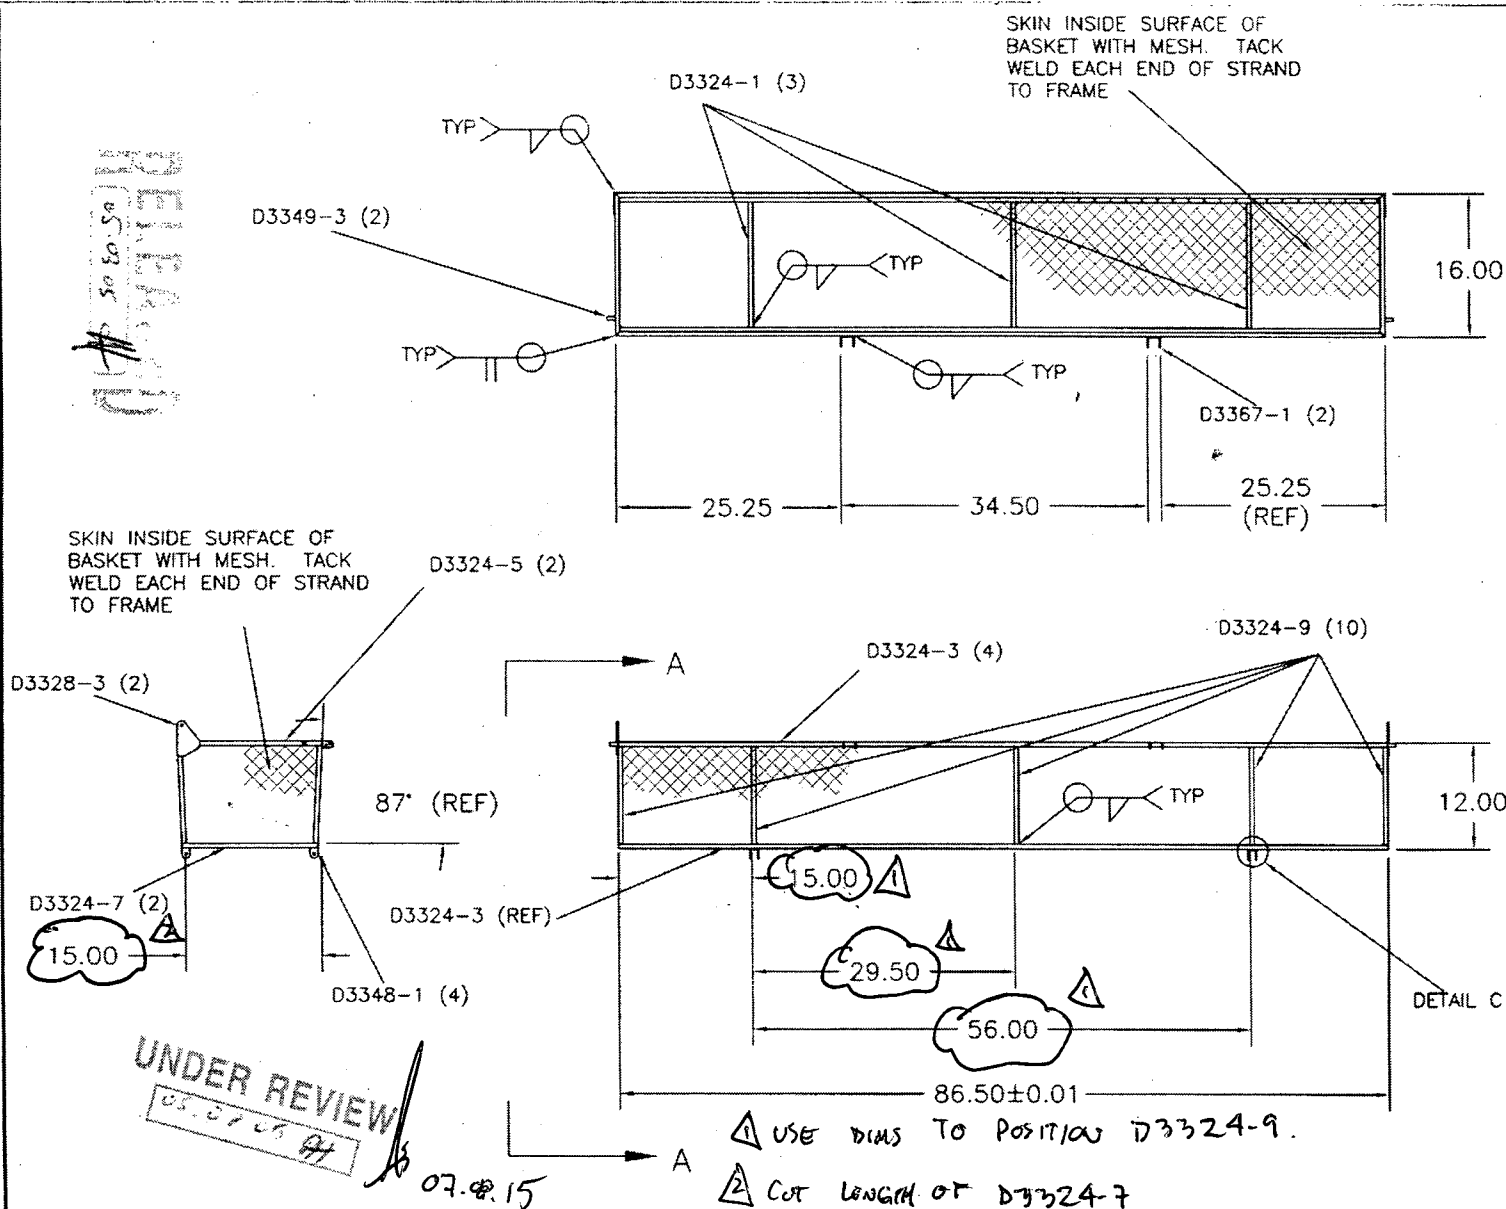 SKIN INSIDE SURFACE OF
BASKET WITH MESH. TACK
WELD EACH END OF STRAND
TO FRAME
D3324-1 (3)
TYP
D3349-3 (2)
TYP
16.00
TYP
TYP
D3367-1 (2)
25.25
34.50
25.25
(REF)
SKIN INSIDE SURFACE OF
BASKET WITH MESH. TACK
WELD EACH END OF STRAND
TO FRAME
D3324-5 (2)
D3324-9 (10)
D3324-3 (4)
A
D3328-3 (2)
87° (REF)
TYP
12.00
15.00 1
D3324-7 (2)
D3324-3 (REF)
15.00 2
29.50 1
D3348-1 (4)
DETAIL C
56.00 1
UNDER REVIEW
86.50±0.01
1 USE DIMS TO POSITION D3324-9.
A
2 CUT LENGTH OF D3324-7